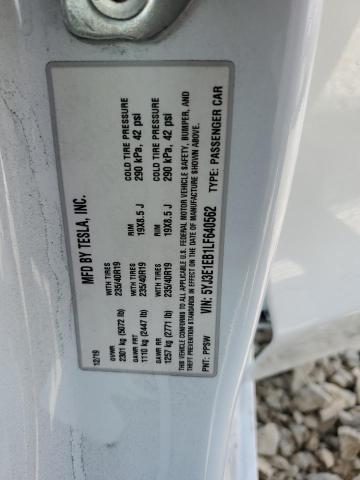 MFD BY TESLA, INC.
12/19
GVWR WITH TIRES RIM COLD TIRE PRESSURE
2301 kg (5072 lb) 235/40R19 19X8.5 J 290 kPa, 42 psi
GAWR FRT WITH TIRES RIM COLD TIRE PRESSURE
1110 kg (2447 lb) 235/40R19 19X8.5 J 290 kPa, 42 psi
GAWR RR WITH TIRES RIM COLD TIRE PRESSURE
1257 kg (2771 lb) 235/40R19 19X8.5 J 290 kPa, 42 psi
THIS VEHICLE CONFORMS TO ALL APPLICABLE U.S. FEDERAL MOTOR VEHICLE SAFETY, BUMPER, AND
THEFT PREVENTION STANDARDS IN EFFECT ON THE DATE OF MANUFACTURE SHOWN ABOVE.
VIN: 5YJ3E1EB1LF640562 TYPE: PASSENGER CAR
PNT: PPSW